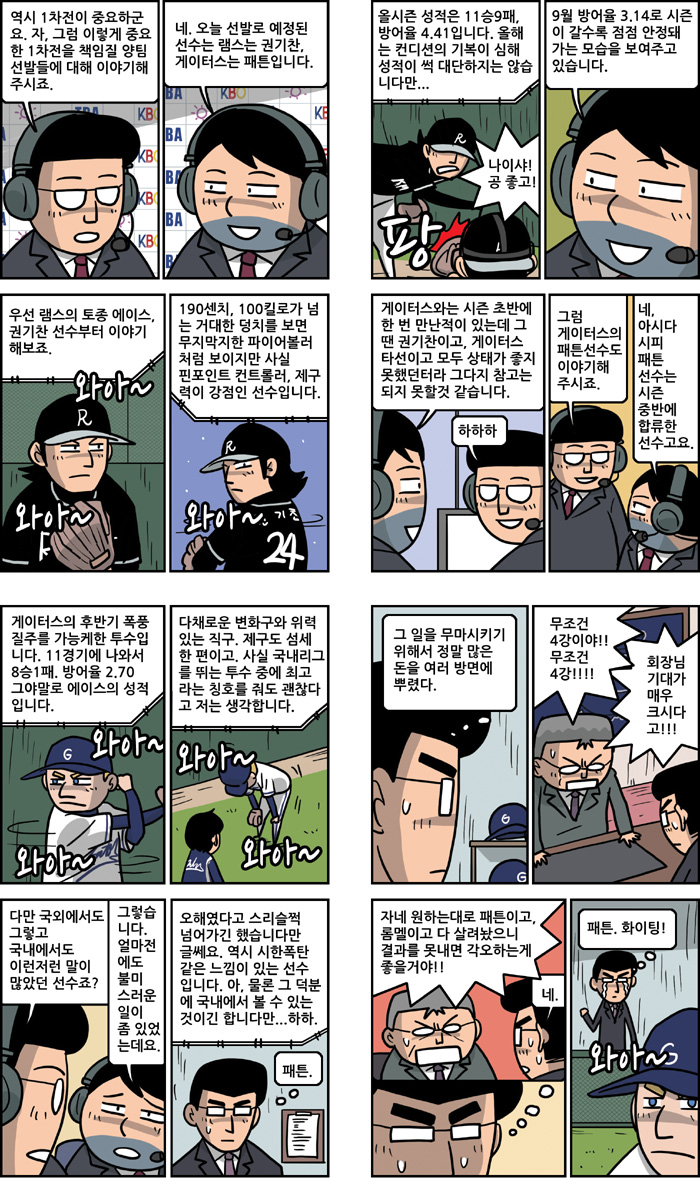 역시 1차전이 중요하군
요. 자, 그럼 이렇게 중요
한 1차전을 책임질 양팀
선발들에 대해 이야기해
주시죠.
KBO
TBA
KBO
KBO
네. 오늘 선발로 예정된
선수는 램스는 권기찬,
게이터스는 패튼입니다.
BA
KBO
KBO
BA
BA
우선 램스의 토종 에이스,
권기찬 선수부터 이야기
해보죠.
와아~
R
와아~
190센치, 100킬로가 넘
는 거대한 덩치를 보면
무지막지한 파이어볼러
처럼 보이지만 사실
핀포인트 컨트롤러, 제구
력이 강점인 선수입니다.
R
와아~
24
올시즌 성적은 11승9패,
방어율 4.41입니다. 올해
는 컨디션의 기복이 심해
성적이 썩 대단하지는 않습
니다만...
R
나이샤!
공 좋고!
팡
9월 방어율 3.14로 시즌
이 갈수록 점점 안정돼
가는 모습을 보여주고
있습니다.
게이터스와는 시즌 초반에
한 번 만난적이 있는데 그
땐 권기찬이고, 게이터스
타선이고 모두 상태가 좋지
못했던터라 그다지 참고는
되지 못할것 같습니다.
하하하
그럼
게이터스의
패튼선수도
이야기해
주시죠.
네,
아시다
시피
패튼
선수는
시즌
중반에
합류한
선수고요.
게이터스의 후반기 폭풍
질주를 가능케한 투수입
니다. 11경기에 나와서
8승1패. 방어율 2.70
그야말로 에이스의 성적
입니다.
와아~
G
와아~
다채로운 변화구와 위력
있는 직구. 제구도 섬세
한 편이고. 사실 국내리그
를 뛰는 투수 중에 최고
라는 칭호를 줘도 괜찮다
고 저는 생각합니다.
와아~
와아~
다만 국외에서도
그렇고
국내에서도
이런저런 말이
많았던 선수죠?
그렇습
니다.
얼마전
에도
불미
스러운
일이
좀 있었
는데요.
오해였다고 스리슬쩍
넘어가긴 했습니다만
글쎄요. 역시 시한폭탄
같은 느낌이 있는 선수
입니다. 아, 물론 그 덕분
에 국내에서 볼 수 있는
것이긴 합니다만...하하.
패튼.
그 일을 무마시키기
위해서 정말 많은
돈을 여러 방면에
뿌렸다.
G
무조건
4강이야!!
무조건
4강!!!!
회장님
기대가
매우
크시다
고!!!
자네 원하는대로 패튼이고,
롬멜이고 다 살려놨으니
결과를 못내면 각오하는게
좋을거야!!
네.
패튼. 화이팅!
와아~
G